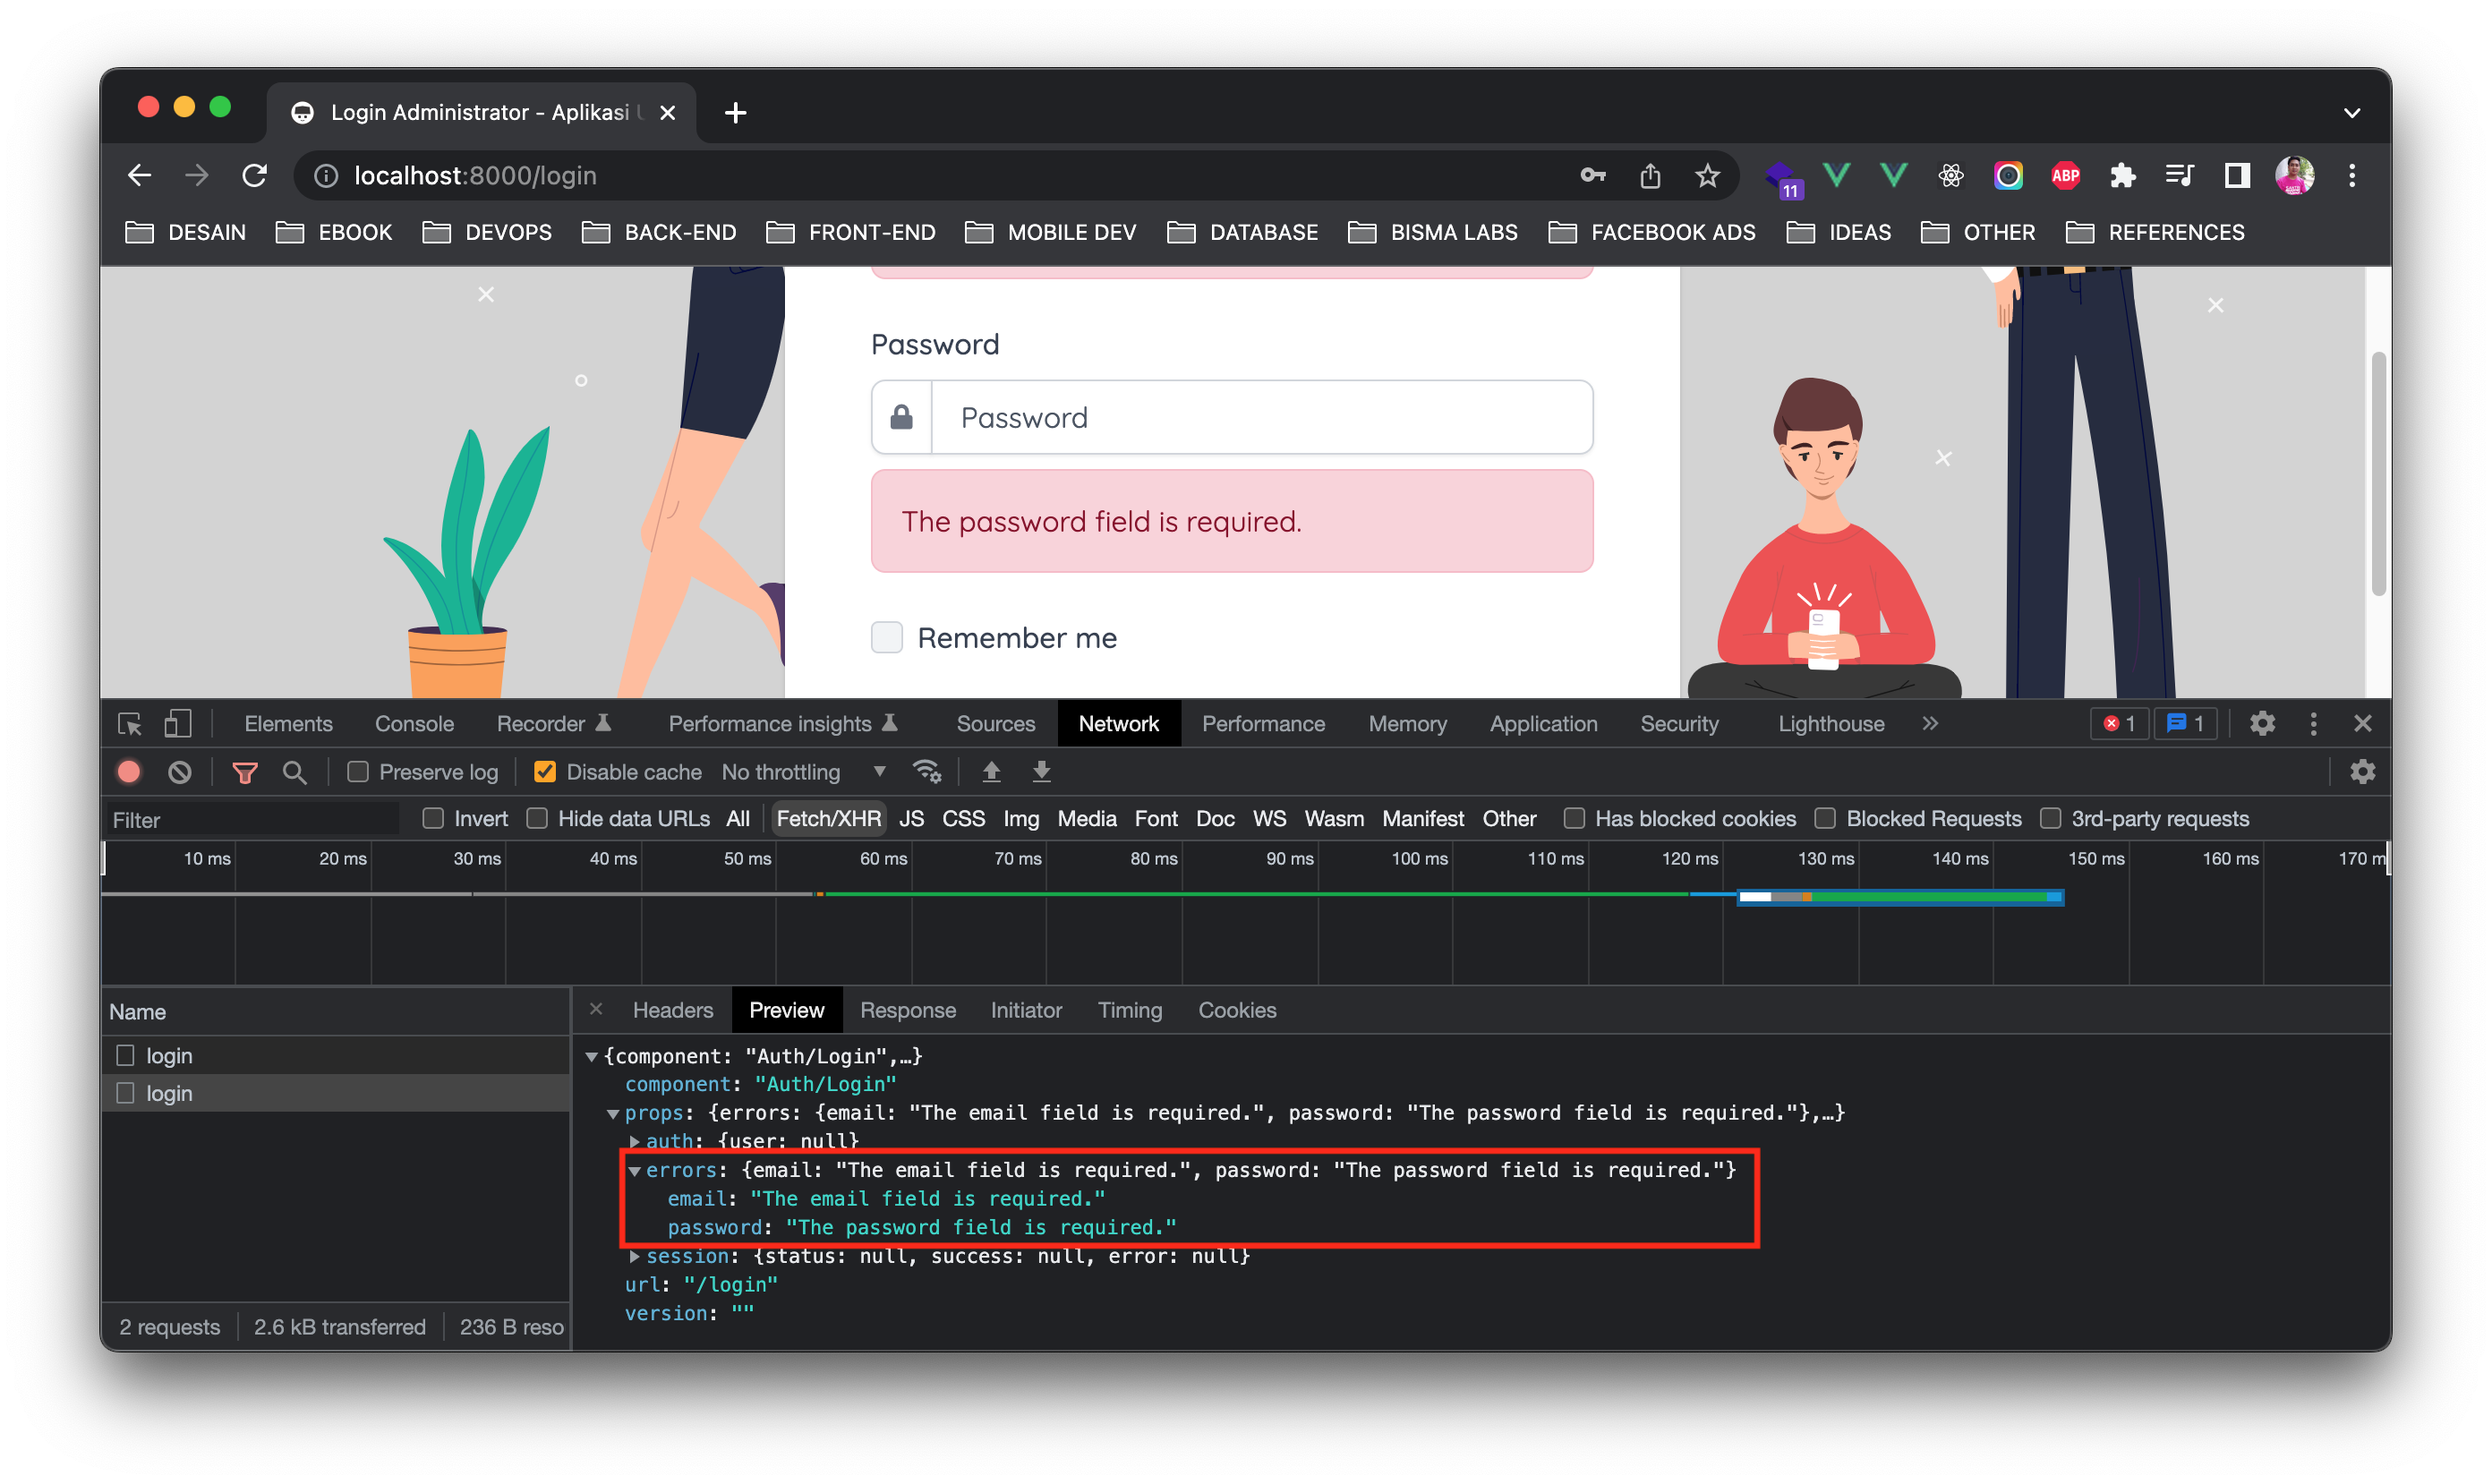 Login Administrator - Aplikasi
localhost:8000/login
11
ABP
DESAIN EBOOK DEVOPS BACK-END FRONT-END MOBILE DEV DATABASE BISMA LABS FACEBOOK ADS IDEAS OTHER REFERENCES
Password
Password
The password field is required.
Remember me
Elements Console Recorder Performance insights Sources Network Performance Memory Application Security Lighthouse 1 1
Preserve log Disable cache No throttling
Filter Invert Hide data URLs All Fetch/XHR JS CSS Img Media Font Doc WS Wasm Manifest Other Has blocked cookies Blocked Requests 3rd-party requests
10 ms 20 ms 30 ms 40 ms 50 ms 60 ms 70 ms 80 ms 90 ms 100 ms 110 ms 120 ms 130 ms 140 ms 150 ms 160 ms 170 m
Name
login
login
2 requests 2.6 kB transferred 236 B reso
Headers Preview Response Initiator Timing Cookies
{component: "Auth/Login",…}
component: "Auth/Login"
props: {errors: {email: "The email field is required.", password: "The password field is required."},…}
auth: {user: null}
errors: {email: "The email field is required.", password: "The password field is required."}
email: "The email field is required."
password: "The password field is required."
session: {status: null, success: null, error: null}
url: "/login"
version: ""